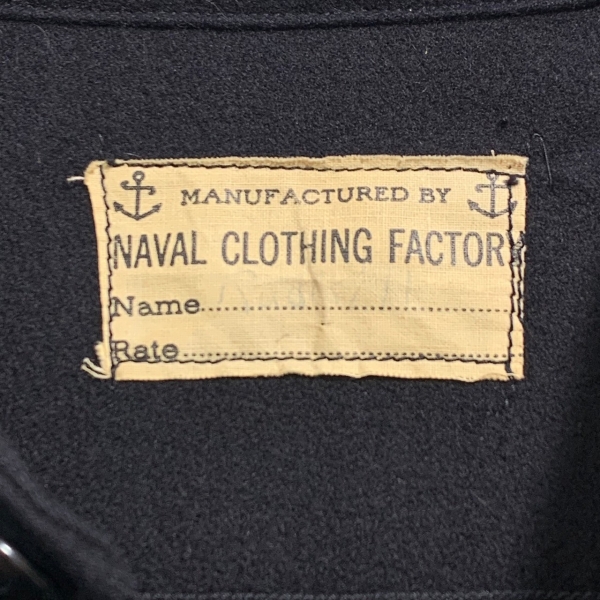 MANUFACTURED BY
NAVAL CLOTHING FACTORY
Name....................
Rate....................